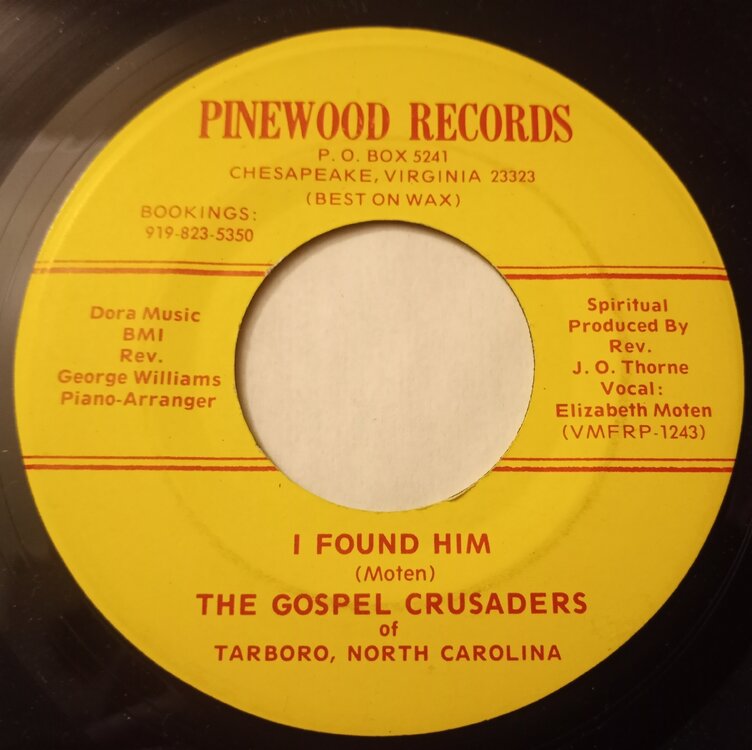 PINEWOOD RECORDS
P. O. BOX 5241
CHESAPEAKE, VIRGINIA 23323
(BEST ON WAX)
BOOKINGS:
919-823-5350
Dora Music
BMI
Rev.
George Williams
Piano-Arranger
Spiritual
Produced By
Rev.
J. O. Thorne
Vocal:
Elizabeth Moten
(VMFRP-1243)
I FOUND HIM
(Moten)
THE GOSPEL CRUSADERS
of
TARBORO, NORTH CAROLINA